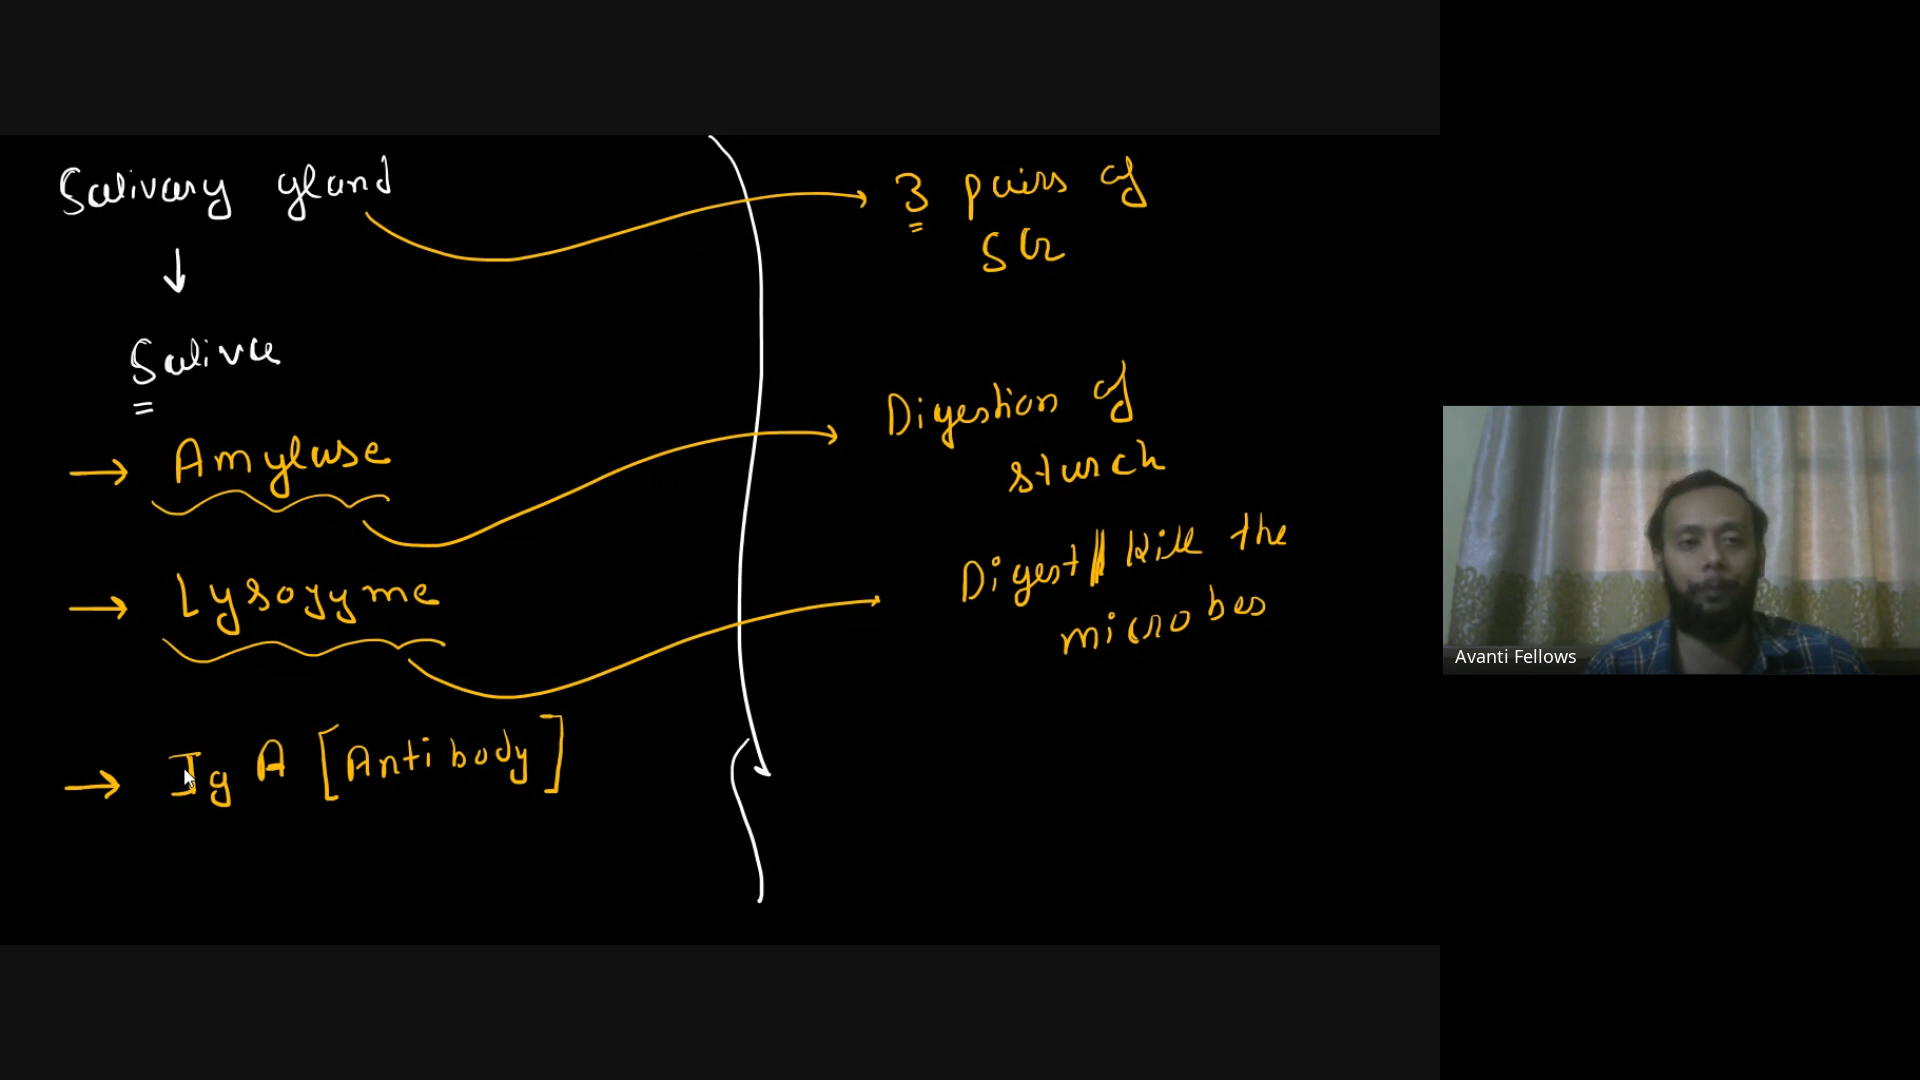 Salivary gland
Saliva
→ Amylase
→ Lysozyme
→ Ig A [Antibody]
3 pairs of
SG
Digestion of
starch
Digest / kill the
microbes
Avanti Fellows